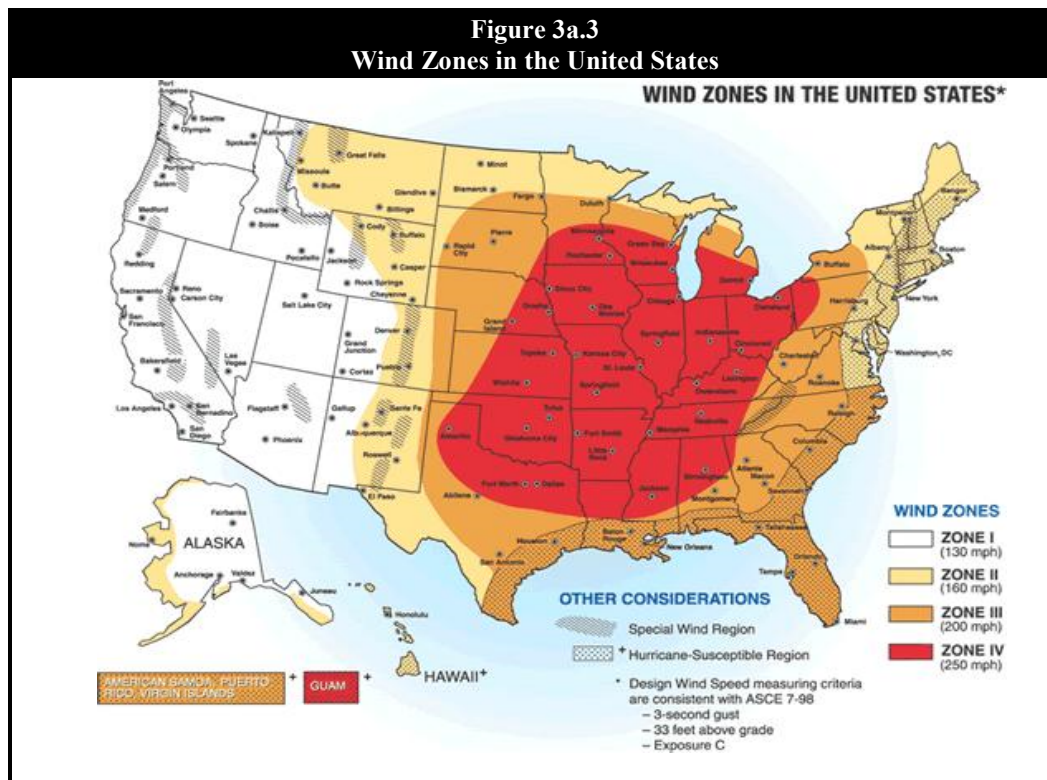 Figure 3a.3
Wind Zones in the United States
WIND ZONES IN THE UNITED STATES*
Port
Angeles
Seattle
Olympia
Spokane
Kalispell
Great Falls
Portland
Salem
Missoula
Butte
Glendive
Billings
Medford
Challis
Boise
Cody
Buffalo
Redding
Pocatello
Jackson
Casper
Rock Springs
Cheyenne
Sacramento
Reno
Carson City
Salt Lake City
San
Francisco
Denver
Grand
Junction
Pueblo
Cortez
Bakersfield
Las
Vegas
Los Angeles
San
Bernadino
San
Diego
Flagstaff
Phoenix
Gallup
Santa Fe
Albuquerque
Roswell
El Paso
Minot
Bismarck
Fargo
Duluth
Pierre
Rapid
City
Minneapolis
Rochester
Green Bay
Milwaukee
Sioux City
Omaha
Des
Moines
Grand
Island
Chicago
Detroit
Cleveland
Topeka
Kansas City
Springfield
Indianapolis
Cincinnati
St. Louis
Wichita
Springfield
Lexington
Owensboro
Tulsa
Nashville
Amarillo
Oklahoma City
Fort Smith
Memphis
Little
Rock
Fort Worth
Dallas
Abilene
Jackson
Birmingham
Montgomery
Atlanta
Macon
Savannah
Columbia
Raleigh
Roanoke
Charleston
Harrisburg
Buffalo
Albany
Bangor
Boston
New York
Washington, DC
Houston
San Antonio
Baton
Rouge
New Orleans
Tallahassee
Orlando
Tampa
Miami
Fairbanks
Nome
ALASKA
Anchorage
Valdez
Juneau
Honolulu
HAWAII+
AMERICAN SAMOA, PUERTO
RICO, VIRGIN ISLANDS
+
GUAM
+
OTHER CONSIDERATIONS
Special Wind Region
+ Hurricane-Susceptible Region
* Design Wind Speed measuring criteria
are consistent with ASCE 7-98
– 3-second gust
– 33 feet above grade
– Exposure C
WIND ZONES
ZONE I
(130 mph)
ZONE II
(160 mph)
ZONE III
(200 mph)
ZONE IV
(250 mph)